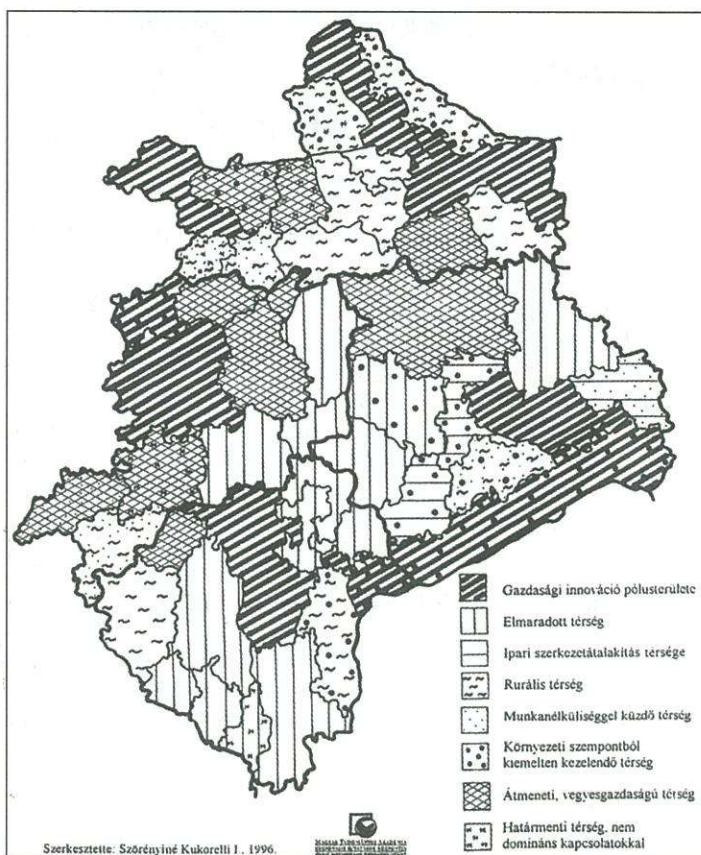 Gazdasági innováció pólusterülete
Elmaradott térség
Ipari szerkezetátalakítás térsége
Rurális térség
Munkanélküliséggel küzdő térség
Környezeti szempontból
kiemelten kezelendő térség
Átmeneti, vegyesgazdaságú térség
Határmenti térség, nem
domináns kapcsolatokkal
Szerkesztette: Szörényiné Kukorelli I., 1996.